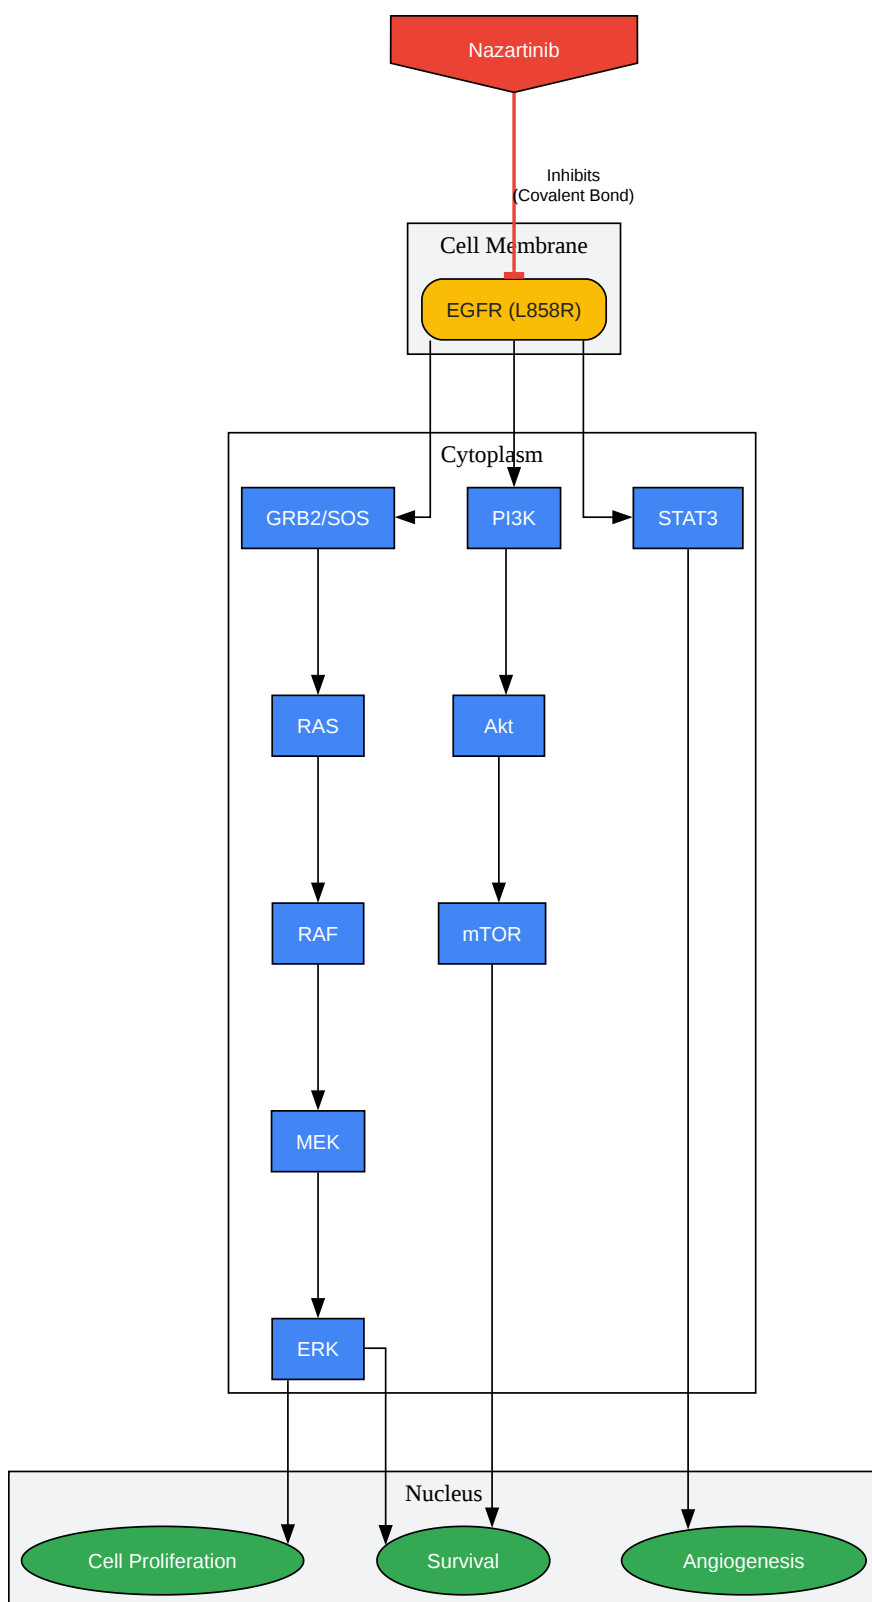 Nazartinib
Inhibits
(Covalent Bond)
Cell Membrane
EGFR (L858R)
Cytoplasm
GRB2/SOS
PI3K
STAT3
RAS
Akt
RAF
mTOR
MEK
ERK
Nucleus
Cell Proliferation
Survival
Angiogenesis